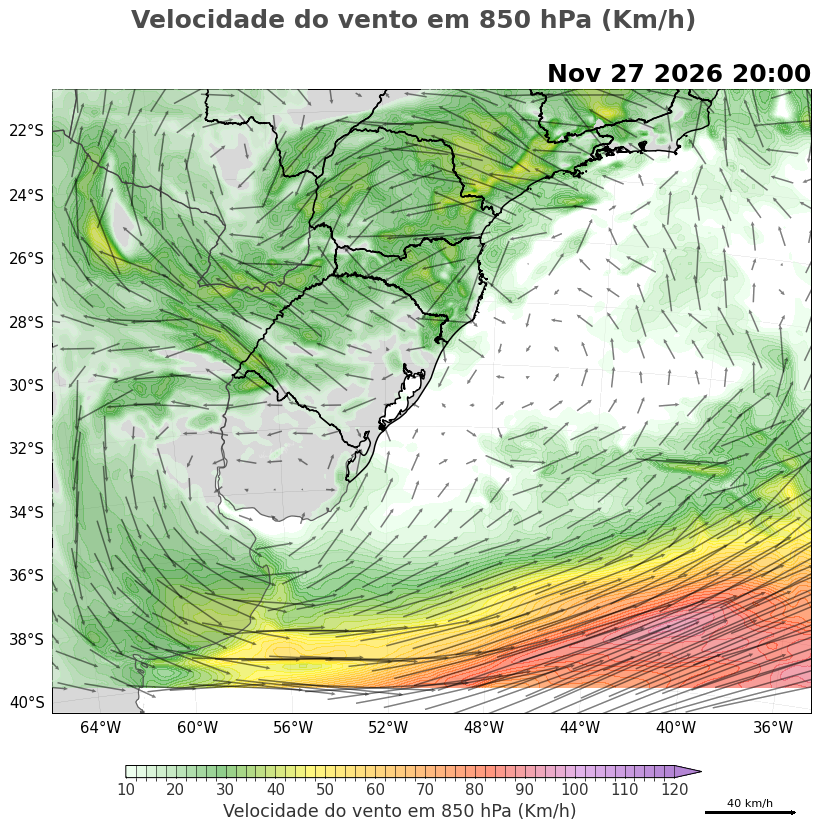 Velocidade do vento em 850 hPa (Km/h)
Nov 27 2026 20:00
22°S
24°S
26°S
28°S
30°S
32°S
34°S
36°S
38°S
40°S
64°W 60°W 56°W 52°W 48°W 44°W 40°W 36°W
10 20 30 40 50 60 70 80 90 100 110 120
Velocidade do vento em 850 hPa (Km/h)
40 km/h